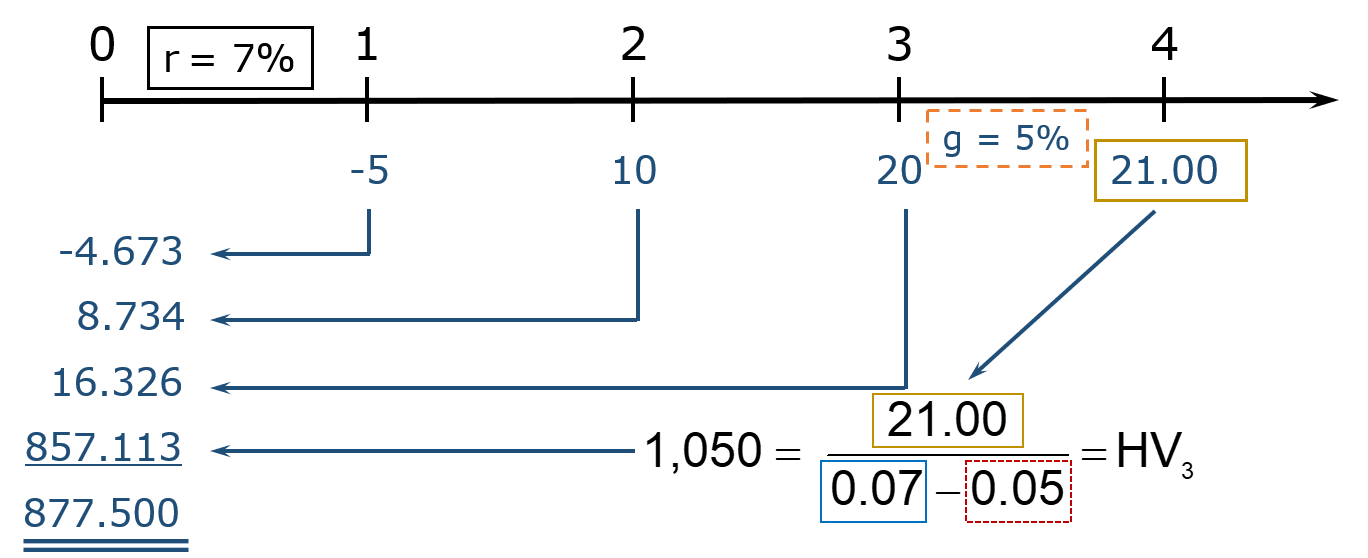 0 r = 7% 1 2 3 4
g = 5%
-5 10 20 21.00
-4.673
8.734
16.326
21.00
857.113 1,050 = = HV3
0.07 – 0.05
877.500